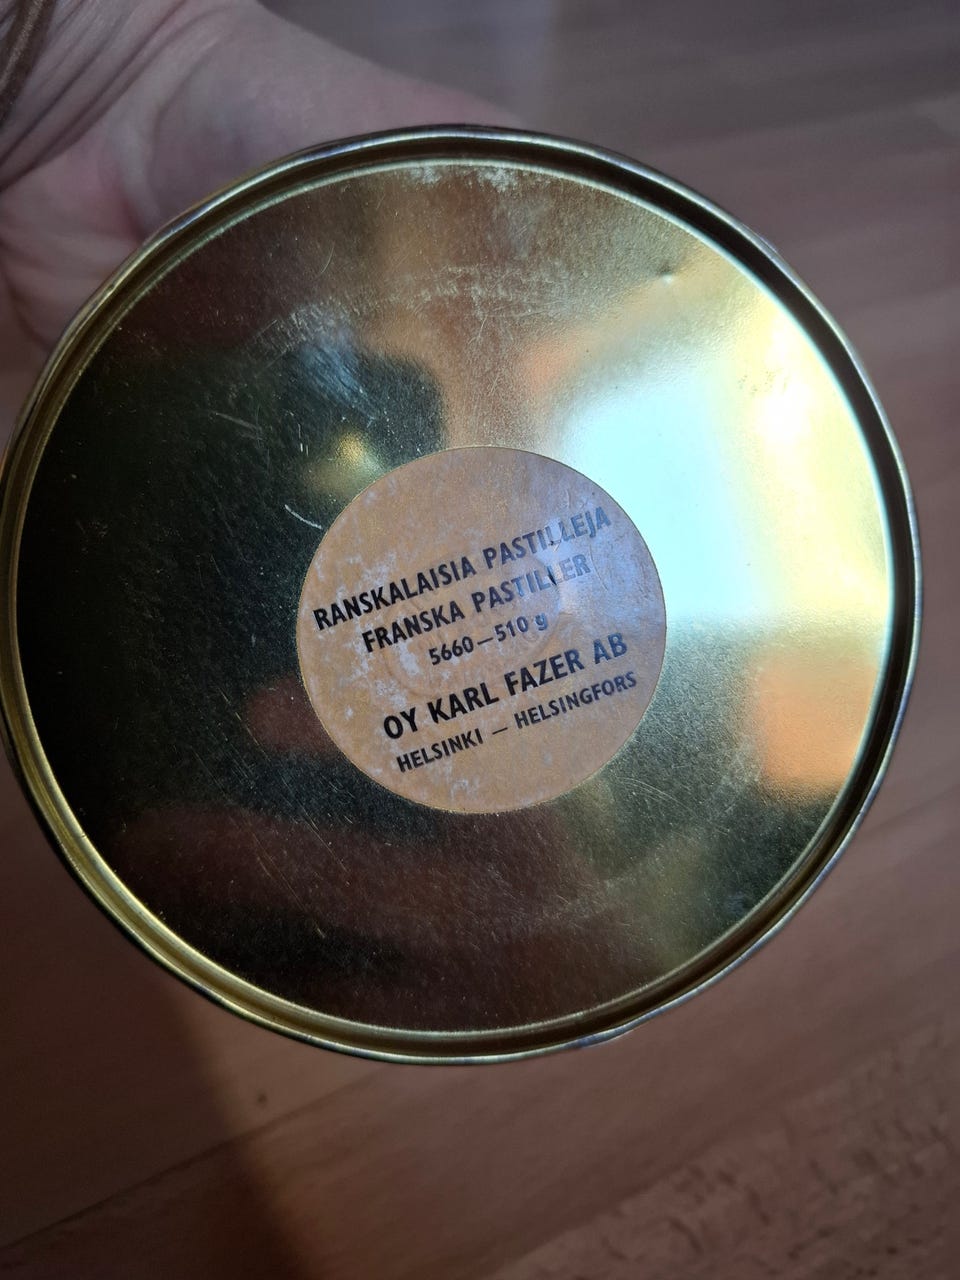 RANSKALAISIA PASTILLEJA
FRANSKA PASTILLER
5660—510 g
OY KARL FAZER AB
HELSINKI — HELSINGFORS